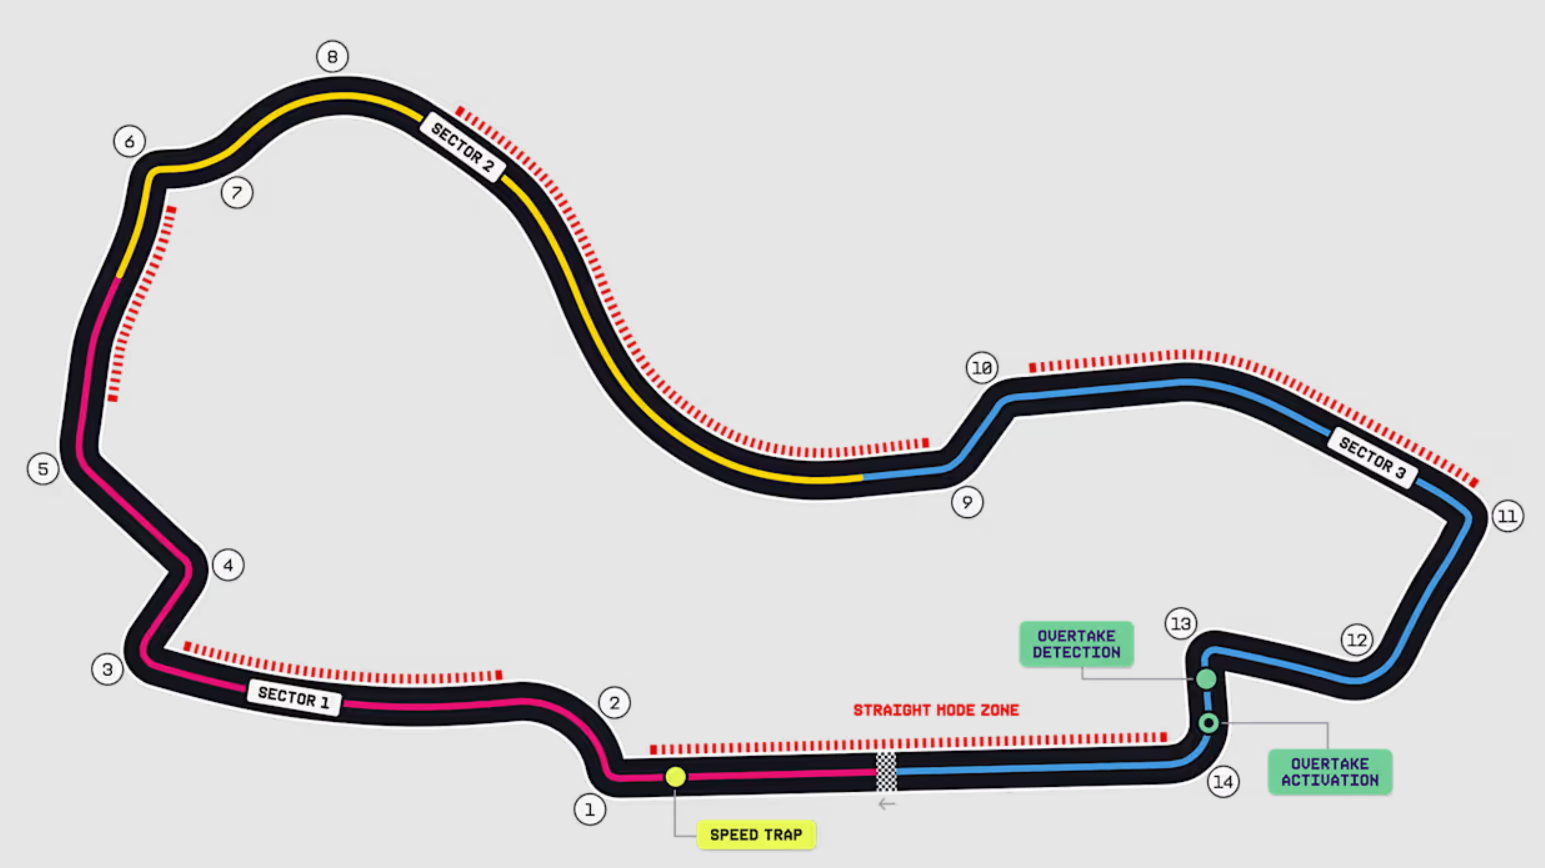 8
SECTOR 2
6
7
10
SECTOR 3
5
9
11
4
OVERTAKE
DETECTION
13
12
3
SECTOR 1
2
STRAIGHT MODE ZONE
OVERTAKE
ACTIVATION
14
1
SPEED TRAP